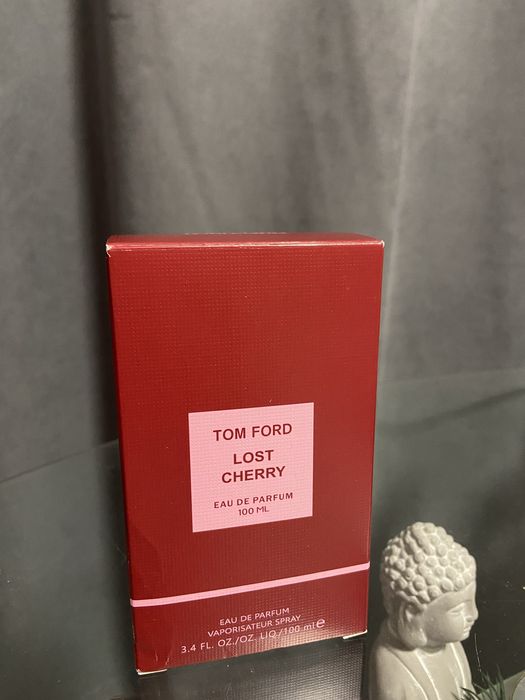 TOM FORD
LOST
CHERRY
EAU DE PARFUM
100 ML
EAU DE PARFUM
VAPORISATEUR SPRAY
3.4 FL. OZ./OZ. LIQ./100 ml℮